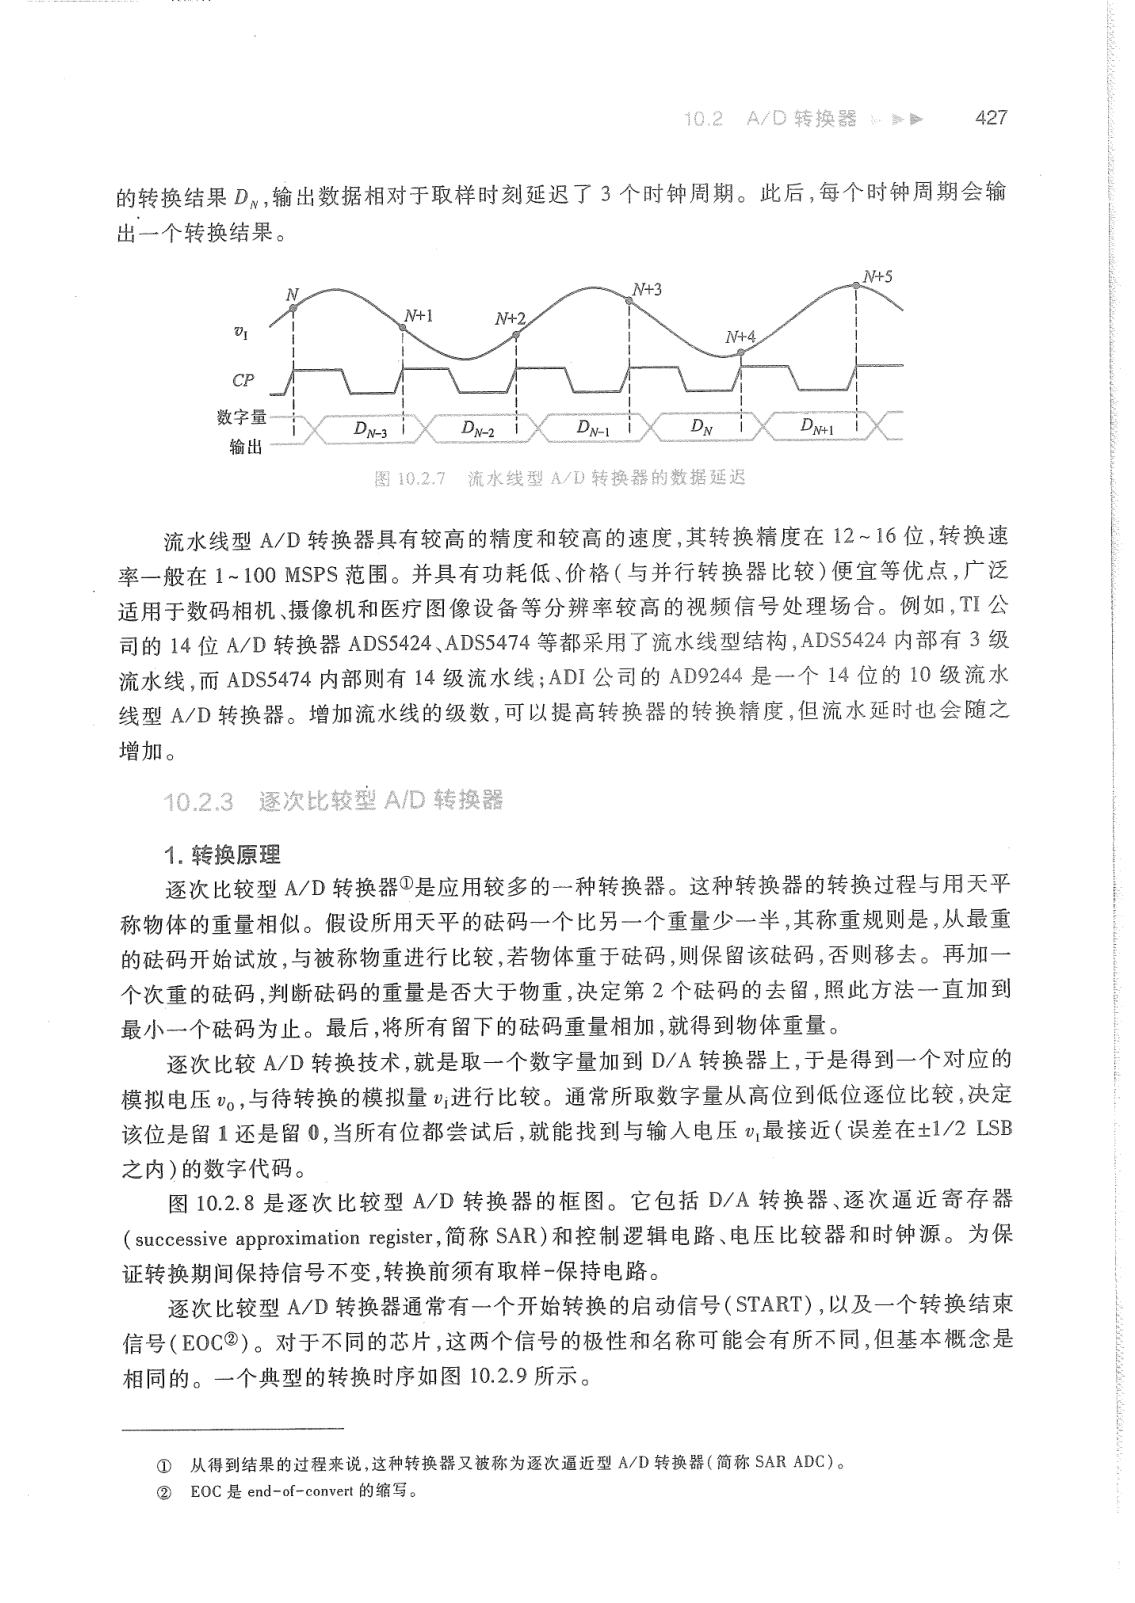 10.2 A/D 转换器 427
的转换结果 D_N,输出数据相对于取样时刻延迟了 3 个时钟周期。此后,每个时钟周期会输
出一个转换结果。
N N+1 N+2 N+3 N+4 N+5
v_I
CP
数字量
输出
D_N-3 D_N-2 D_N-1 D_N D_N+1
图 10.2.7 流水线型 A/D 转换器的数据延迟
流水线型 A/D 转换器具有较高的精度和较高的速度,其转换精度在 12~16 位,转换速
率一般在 1~100 MSPS 范围。并具有功耗低、价格(与并行转换器比较)便宜等优点,广泛
适用于数码相机、摄像机和医疗图像设备等分辨率较高的视频信号处理场合。例如,TI 公
司的 14 位 A/D 转换器 ADS5424、ADS5474 等都采用了流水线型结构,ADS5424 内部有 3 级
流水线,而 ADS5474 内部则有 14 级流水线;ADI 公司的 AD9244 是一个 14 位的 10 级流水
线型 A/D 转换器。增加流水线的级数,可以提高转换器的转换精度,但流水延时也会随之
增加。
10.2.3 逐次比较型 A/D 转换器
1. 转换原理
逐次比较型 A/D 转换器①是应用较多的一种转换器。这种转换器的转换过程与用天平
称物体的重量相似。假设所用天平的砝码一个比另一个重量少一半,其称重规则是,从最重
的砝码开始试放,与被称物重进行比较,若物体重于砝码,则保留该砝码,否则移去。再加一
个次重的砝码,判断砝码的重量是否大于物重,决定第 2 个砝码的去留,照此方法一直加到
最小一个砝码为止。最后,将所有留下的砝码重量相加,就得到物体重量。
逐次比较 A/D 转换技术,就是取一个数字量加到 D/A 转换器上,于是得到一个对应的
模拟电压 v_o,与待转换的模拟量 v_i进行比较。通常所取数字量从高位到低位逐位比较,决定
该位是留 1 还是留 0,当所有位都尝试后,就能找到与输入电压 v_I最接近(误差在±1/2 LSB
之内)的数字代码。
图 10.2.8 是逐次比较型 A/D 转换器的框图。它包括 D/A 转换器、逐次逼近寄存器
(successive approximation register,简称 SAR)和控制逻辑电路、电压比较器和时钟源。为保
证转换期间保持信号不变,转换前须有取样-保持电路。
逐次比较型 A/D 转换器通常有一个开始转换的启动信号(START),以及一个转换结束
信号(EOC②)。对于不同的芯片,这两个信号的极性和名称可能会有所不同,但基本概念是
相同的。一个典型的转换时序如图 10.2.9 所示。
① 从得到结果的过程来说,这种转换器又被称为逐次逼近型 A/D 转换器(简称 SAR ADC)。
② EOC 是 end-of-convert 的缩写。